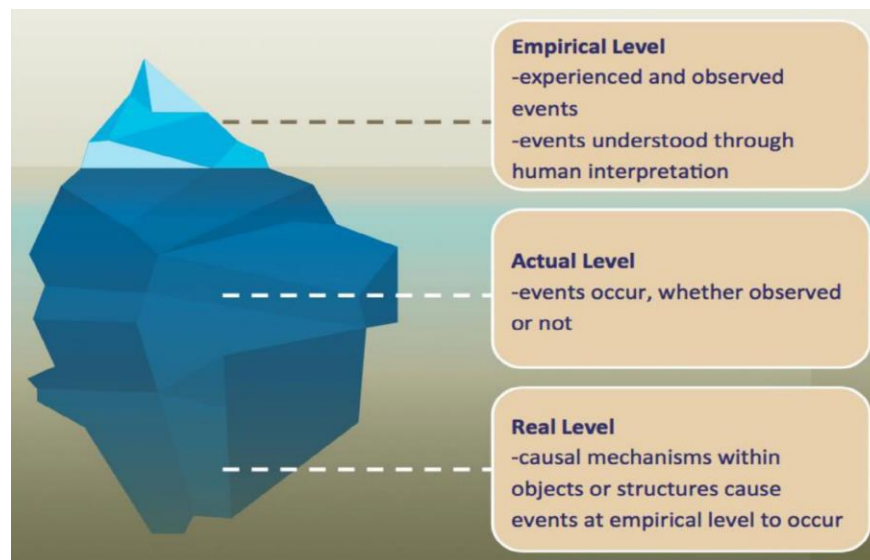 Empirical Level
-experienced and observed
events
-events understood through
human interpretation
Actual Level
-events occur, whether observed
or not
Real Level
-causal mechanisms within
objects or structures cause
events at empirical level to occur